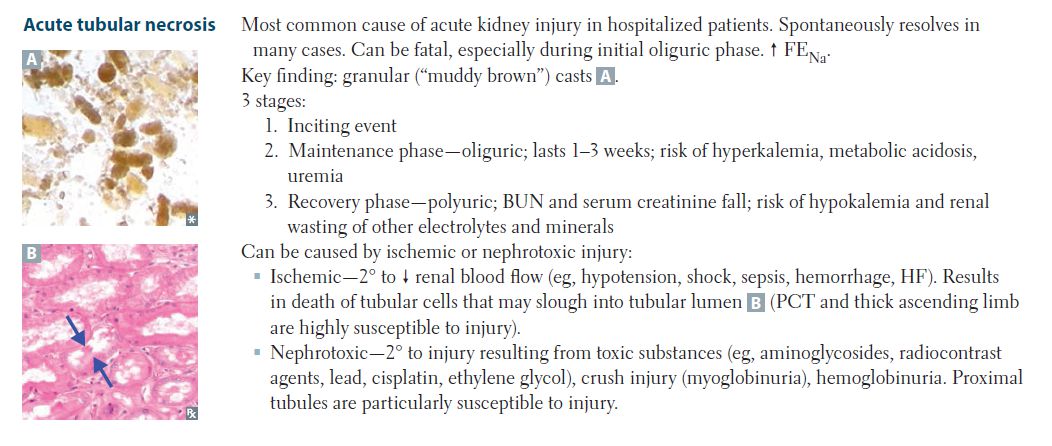 Acute tubular necrosis
A
B
Most common cause of acute kidney injury in hospitalized patients. Spontaneously resolves in
many cases. Can be fatal, especially during initial oliguric phase. ↑ FENa.
Key finding: granular (“muddy brown”) casts A.
3 stages:
1. Inciting event
2. Maintenance phase—oliguric; lasts 1–3 weeks; risk of hyperkalemia, metabolic acidosis,
uremia
3. Recovery phase—polyuric; BUN and serum creatinine fall; risk of hypokalemia and renal
wasting of other electrolytes and minerals
Can be caused by ischemic or nephrotoxic injury:
▪ Ischemic—2° to ↓ renal blood flow (eg, hypotension, shock, sepsis, hemorrhage, HF). Results
in death of tubular cells that may slough into tubular lumen B (PCT and thick ascending limb
are highly susceptible to injury).
▪ Nephrotoxic—2° to injury resulting from toxic substances (eg, aminoglycosides, radiocontrast
agents, lead, cisplatin, ethylene glycol), crush injury (myoglobinuria), hemoglobinuria. Proximal
tubules are particularly susceptible to injury.
*
℞